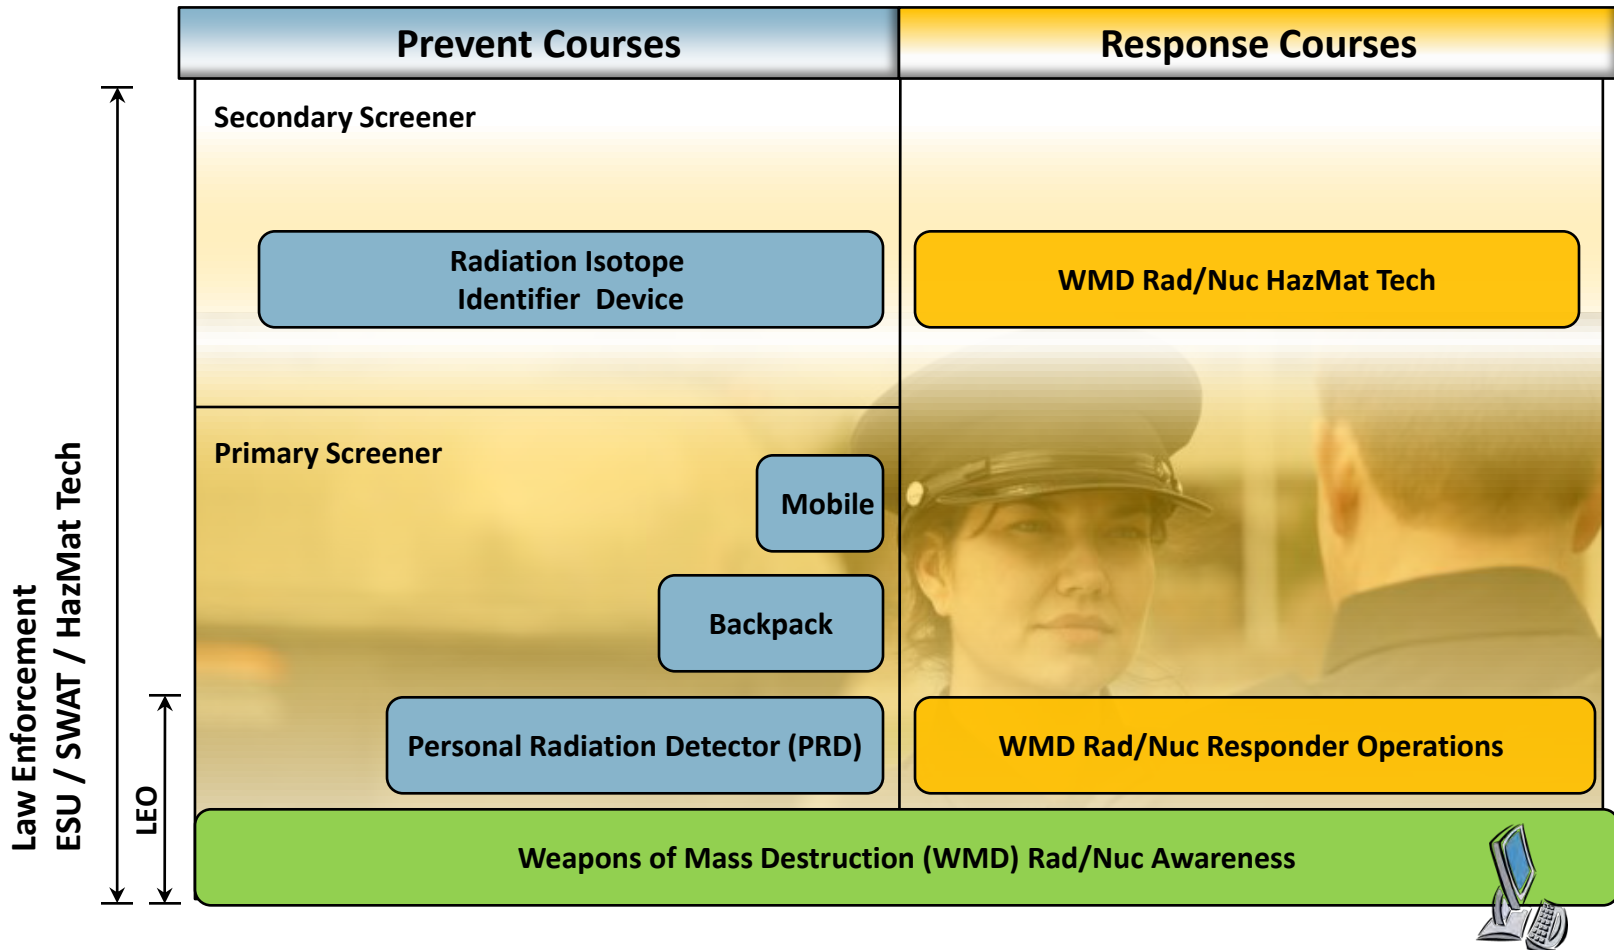 Prevent Courses
Response Courses
Secondary Screener
Radiation Isotope
Identifier Device
WMD Rad/Nuc HazMat Tech
Primary Screener
Mobile
Backpack
Personal Radiation Detector (PRD)
WMD Rad/Nuc Responder Operations
Weapons of Mass Destruction (WMD) Rad/Nuc Awareness
Law Enforcement
ESU / SWAT / HazMat Tech
LEO